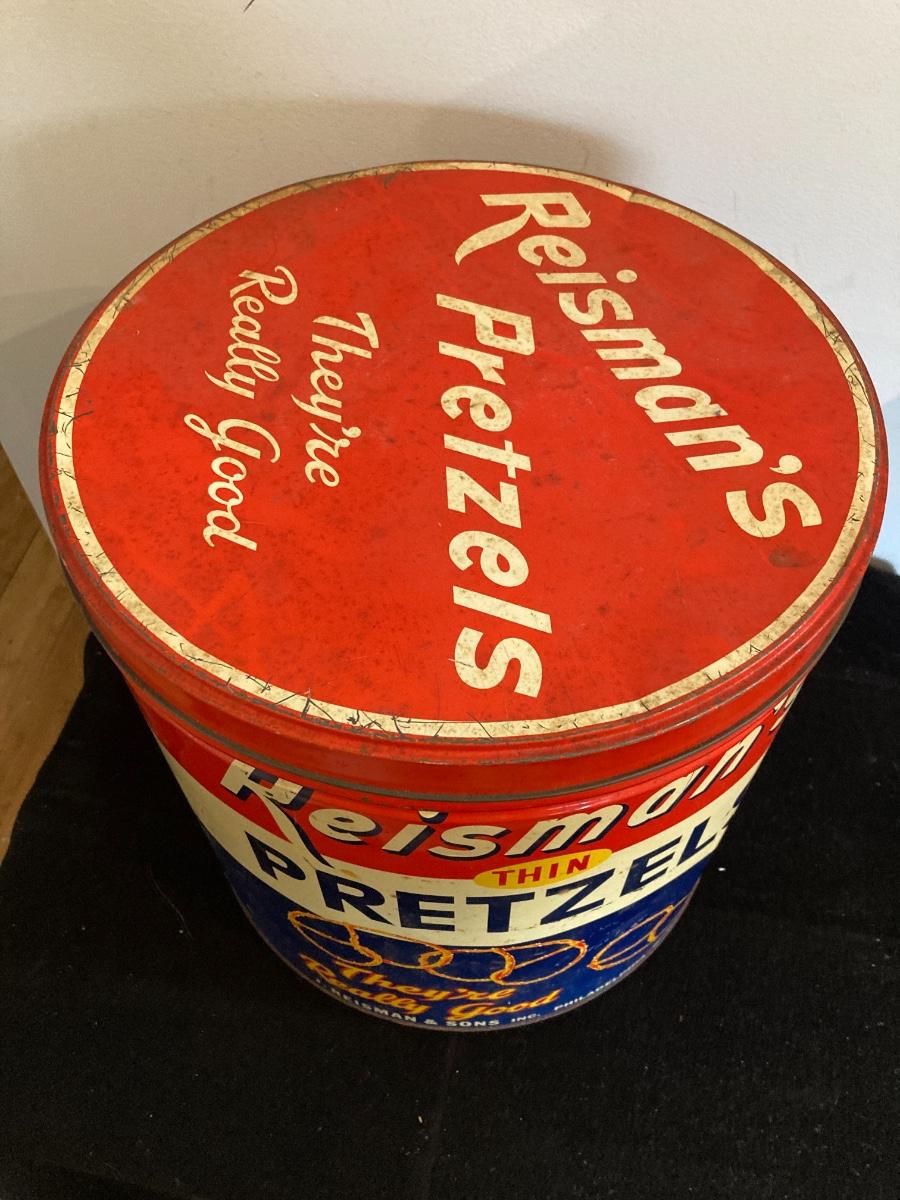 Reisman's
Pretzels
They're
Really Good
Reisman's
THIN
PRETZELS
They're
Really Good
REISMAN & SONS INC.